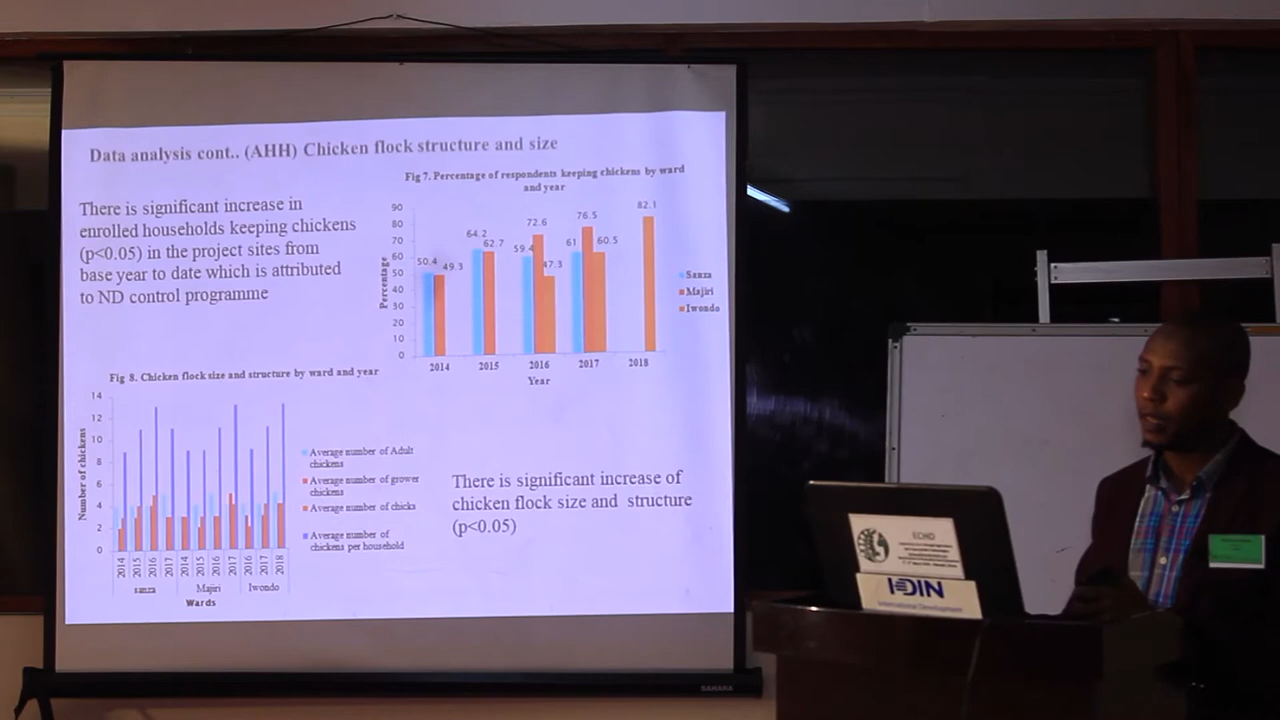 Data analysis cont.. (AHH) Chicken flock structure and size
There is significant increase in
enrolled households keeping chickens
(p<0.05) in the project sites from
base year to date which is attributed
to ND control programme
Fig 7. Percentage of respondents keeping chickens by ward
and year
Percentage
90
80
70
60
50
40
30
20
10
0
50.4
49.3
64.2
62.7
59.4
72.6
47.3
61
76.5
60.5
82.1
2014
2015
2016
2017
2018
Year
Sanza
Majiri
Iwondo
Fig 8. Chicken flock size and structure by ward and year
Number of chickens
14
12
10
8
6
4
2
0
2014
2015
2016
2017
2014
2015
2016
2017
2016
2017
2018
sanza
Majiri
Iwondo
Wards
Average number of Adult
chickens
Average number of grower
chickens
Average number of chicks
Average number of
chickens per household
There is significant increase of
chicken flock size and structure
(p<0.05)
SAHARA
ECHO
HDIN
International Development